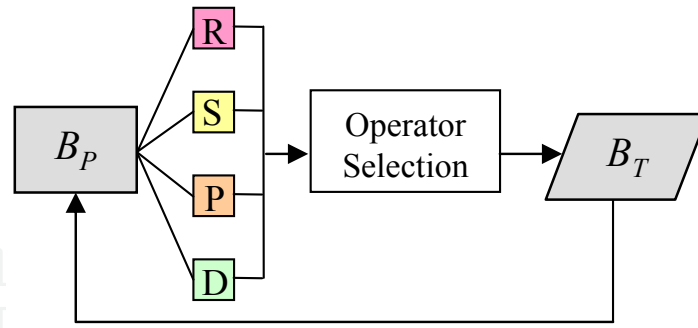 R
S
P
D
B_P
Operator
Selection
B_T